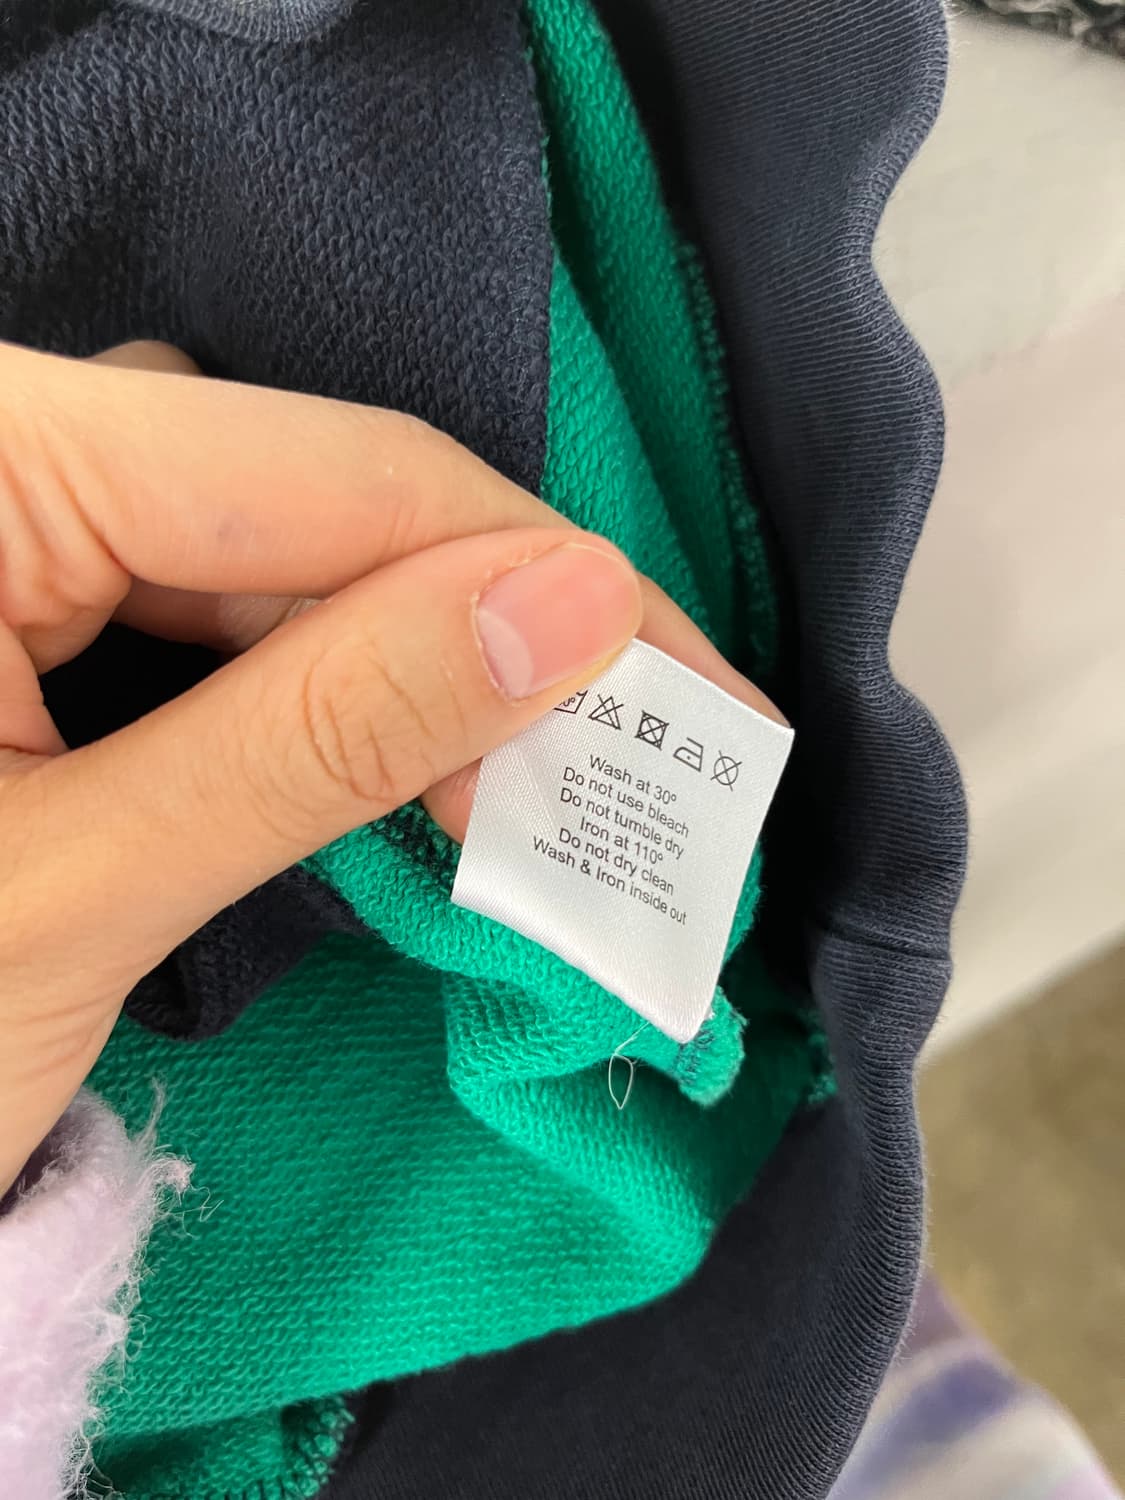 Wash at 30°
Do not use bleach
Do not tumble dry
Iron at 110°
Do not dry clean
Wash & Iron inside out